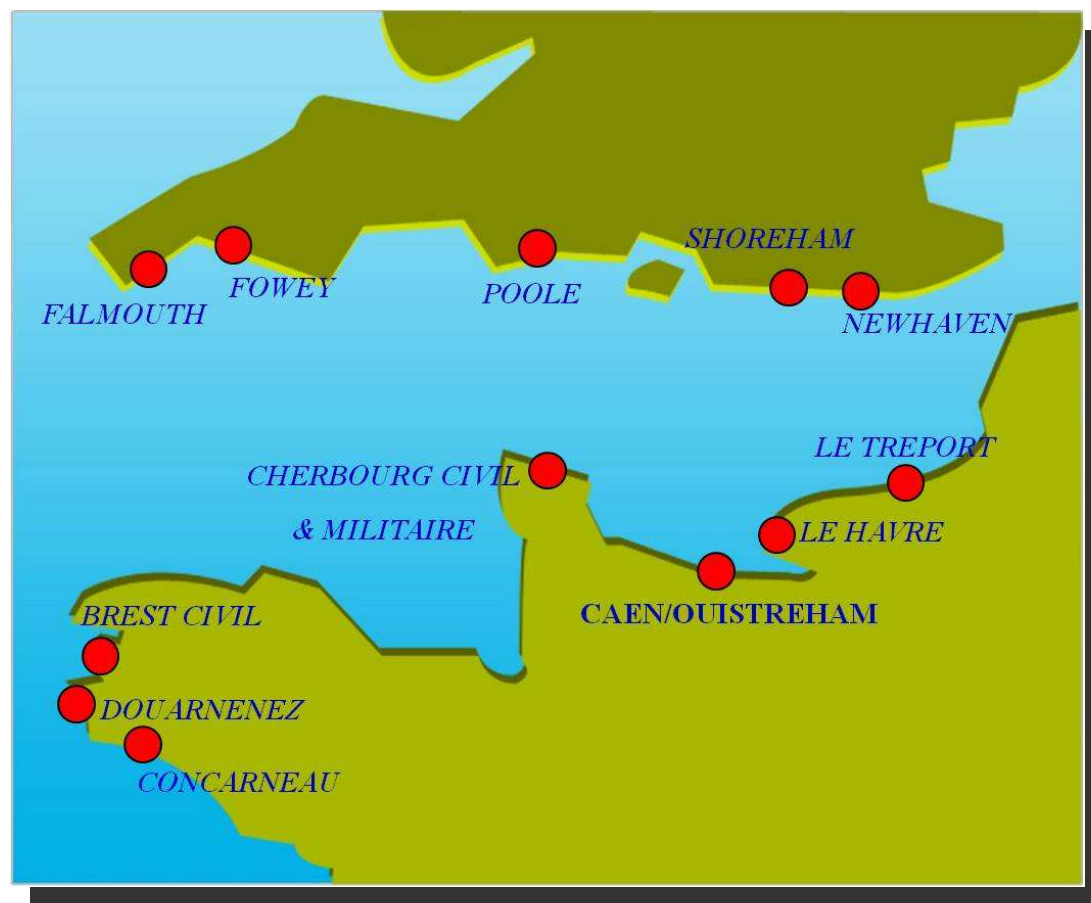 SHOREHAM
FOWEY
POOLE
FALMOUTH
NEWHAVEN
LE TREPORT
CHERBOURG CIVIL
& MILITAIRE
LE HAVRE
BREST CIVIL
CAEN/OUISTREHAM
DOUARNENEZ
CONCARNEAU